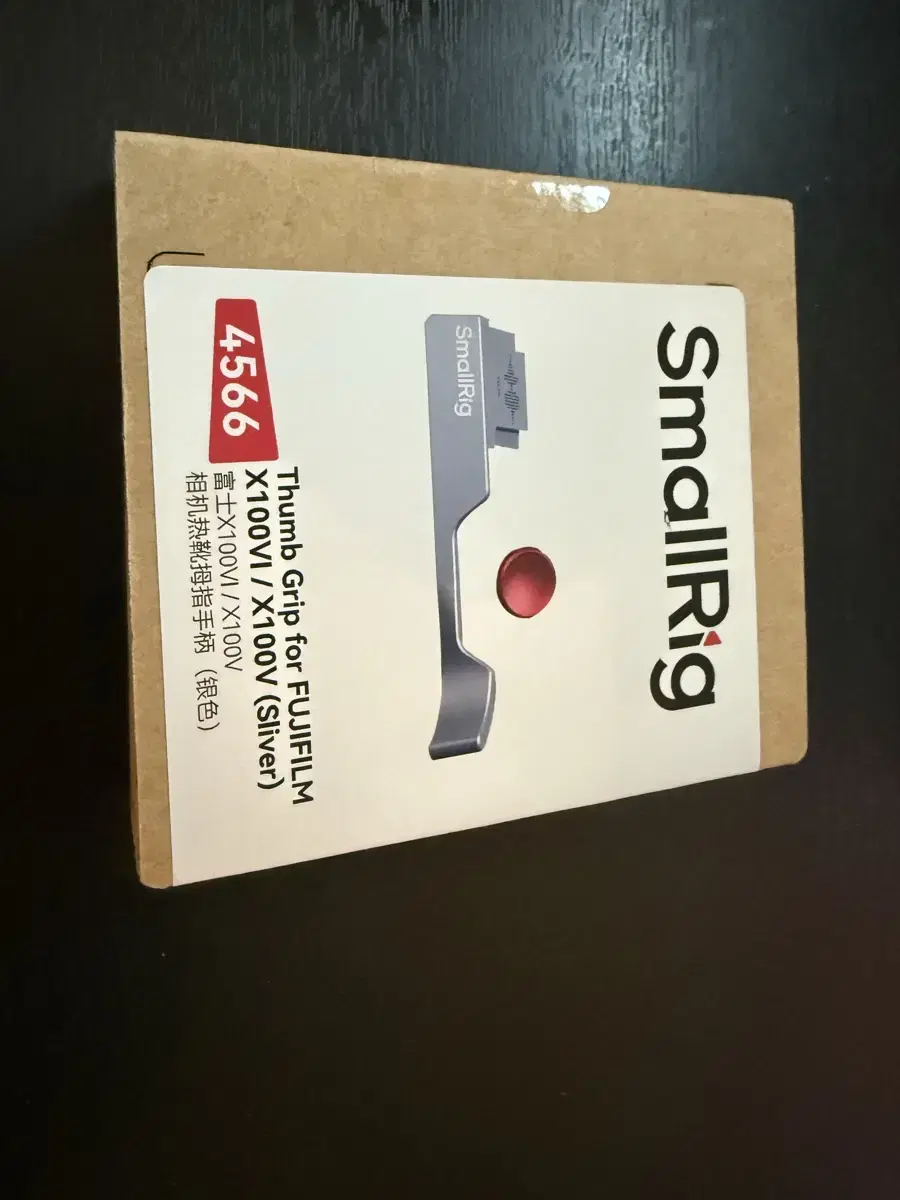 SmallRig
SmallRig
4566
Thumb Grip for FUJIFILM
X100VI / X100V (Sliver)
富士X100VI / X100V
相机热靴拇指手柄（银色）